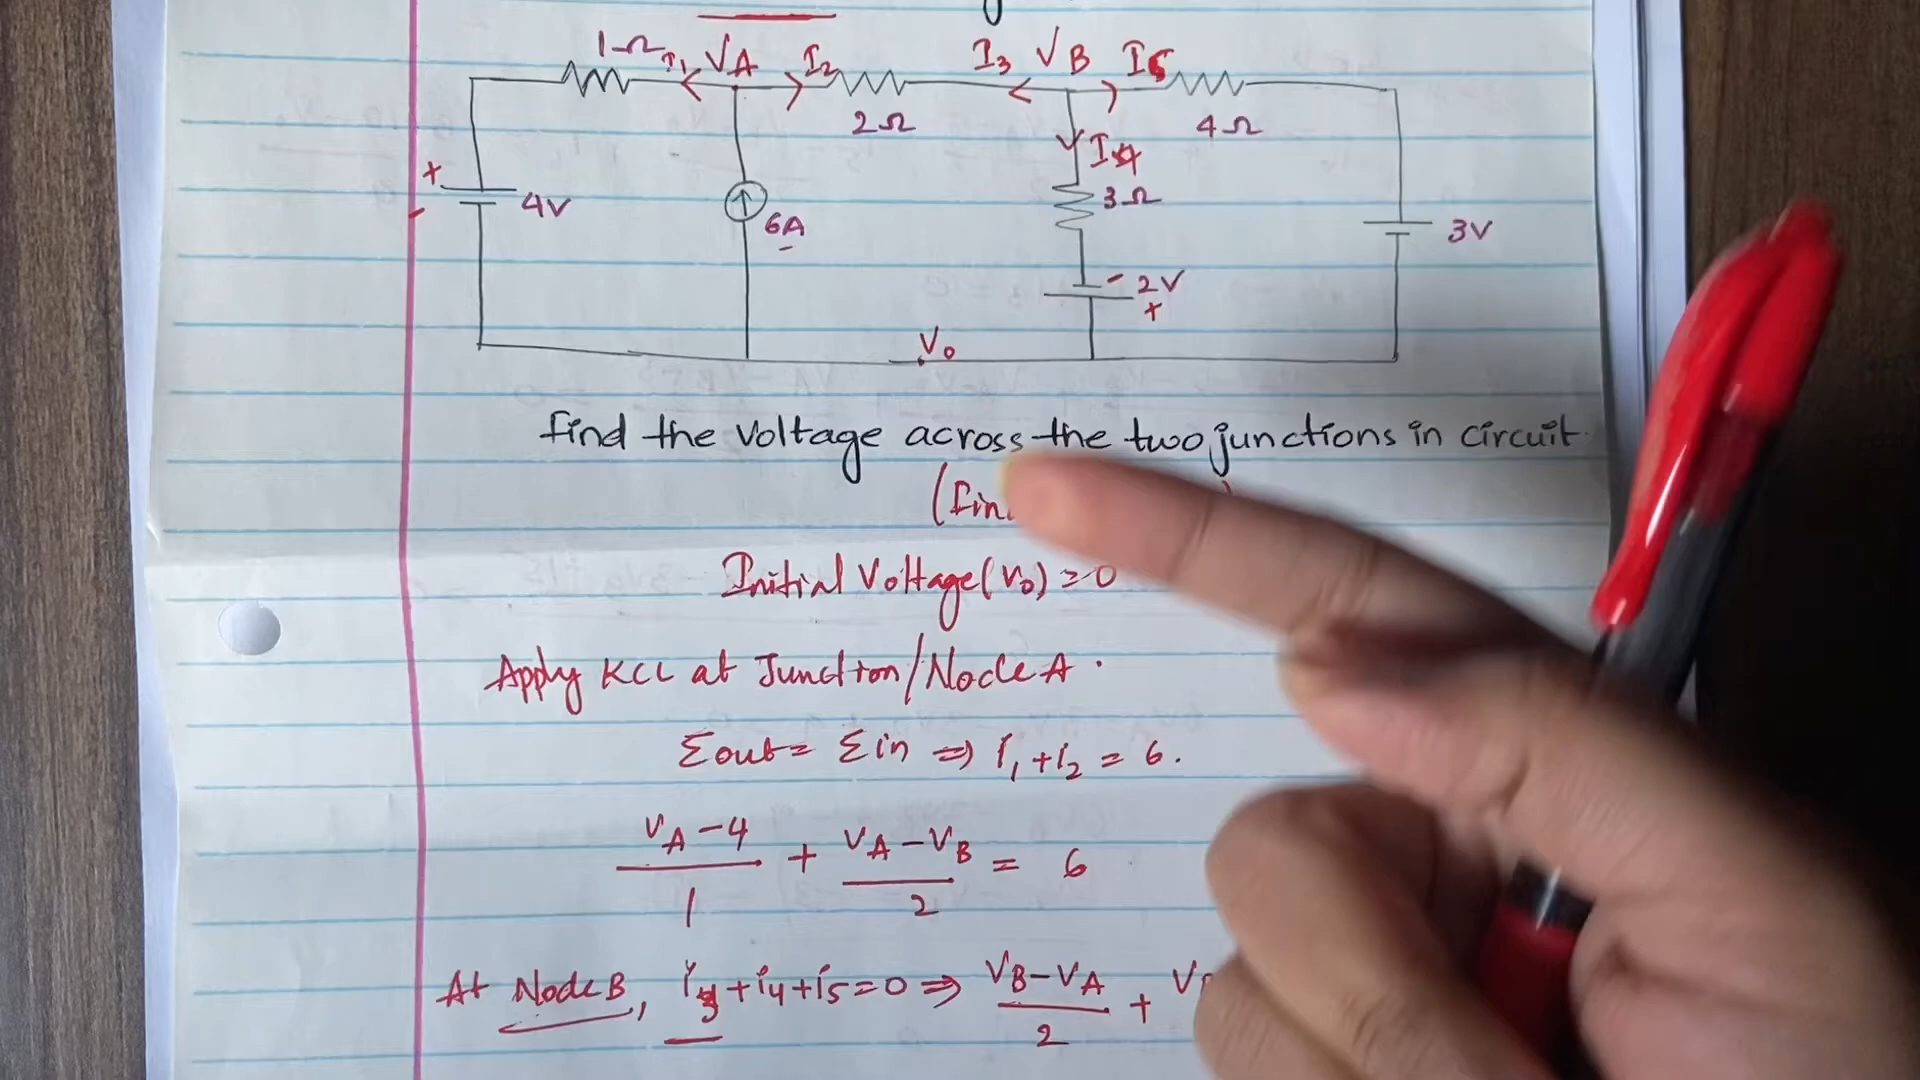 1Ω I1 VA I2 I3 VB I5
2Ω 4Ω
I4
+ 3Ω
- 4V 6A 3V
- 2V
+
V0
find the voltage across the two junctions in circuit
(fin
Initial Voltage (V0) = 0
Apply KCL at Junction/Node A.
Σout = Σin ⇒ i1 + i2 = 6.
VA - 4 / 1 + VA - VB / 2 = 6
At Node B, i3 + i4 + i5 = 0 ⇒ VB - VA / 2 + V